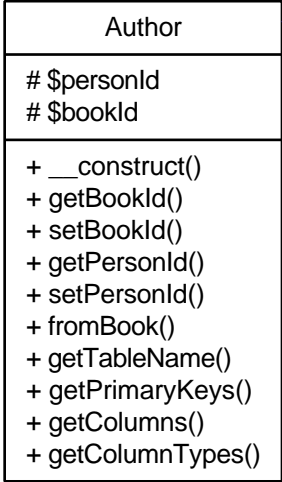 Author
# $personId
# $bookId
+ __construct()
+ getBookId()
+ setBookId()
+ getPersonId()
+ setPersonId()
+ fromBook()
+ getTableName()
+ getPrimaryKeys()
+ getColumns()
+ getColumnTypes()